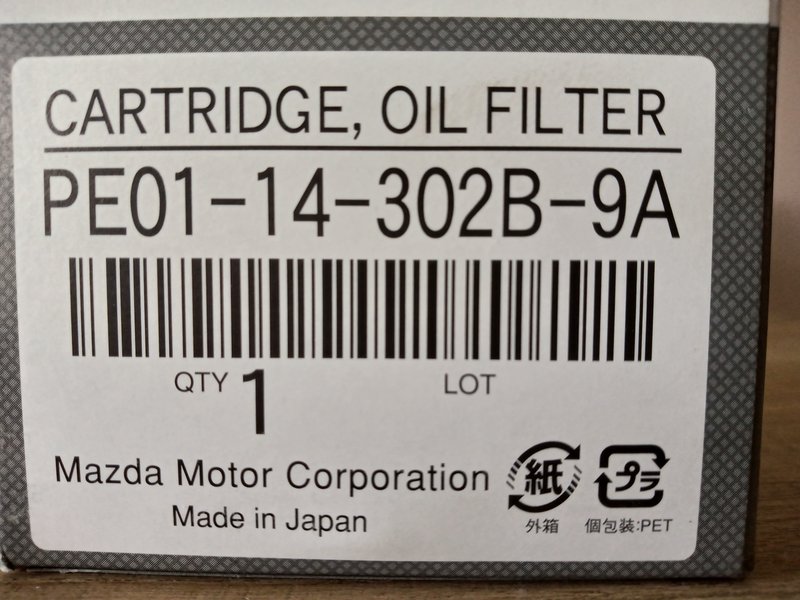 CARTRIDGE, OIL FILTER
PE01-14-302B-9A
QTY 1 LOT
Mazda Motor Corporation
Made in Japan
紙
外箱
プラ
個包装:PET